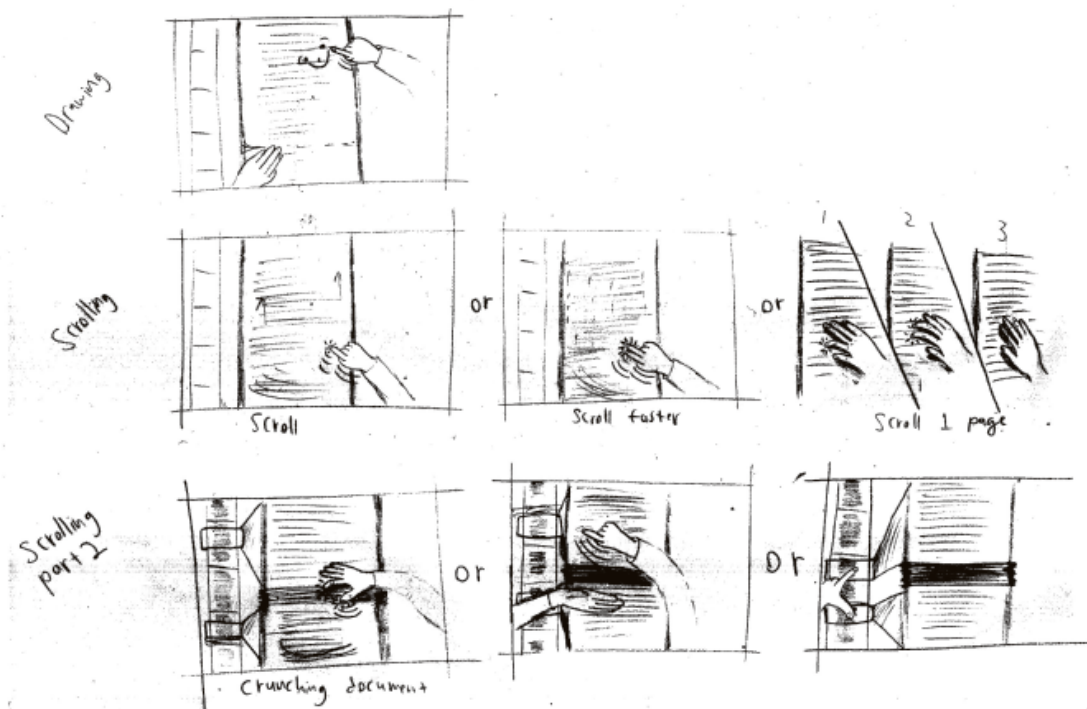 Drawing
1 2 3
Scrolling
or
or
Scroll
Scroll faster
Scroll 1 page
Scrolling
part 2
or
Or
Crunching document